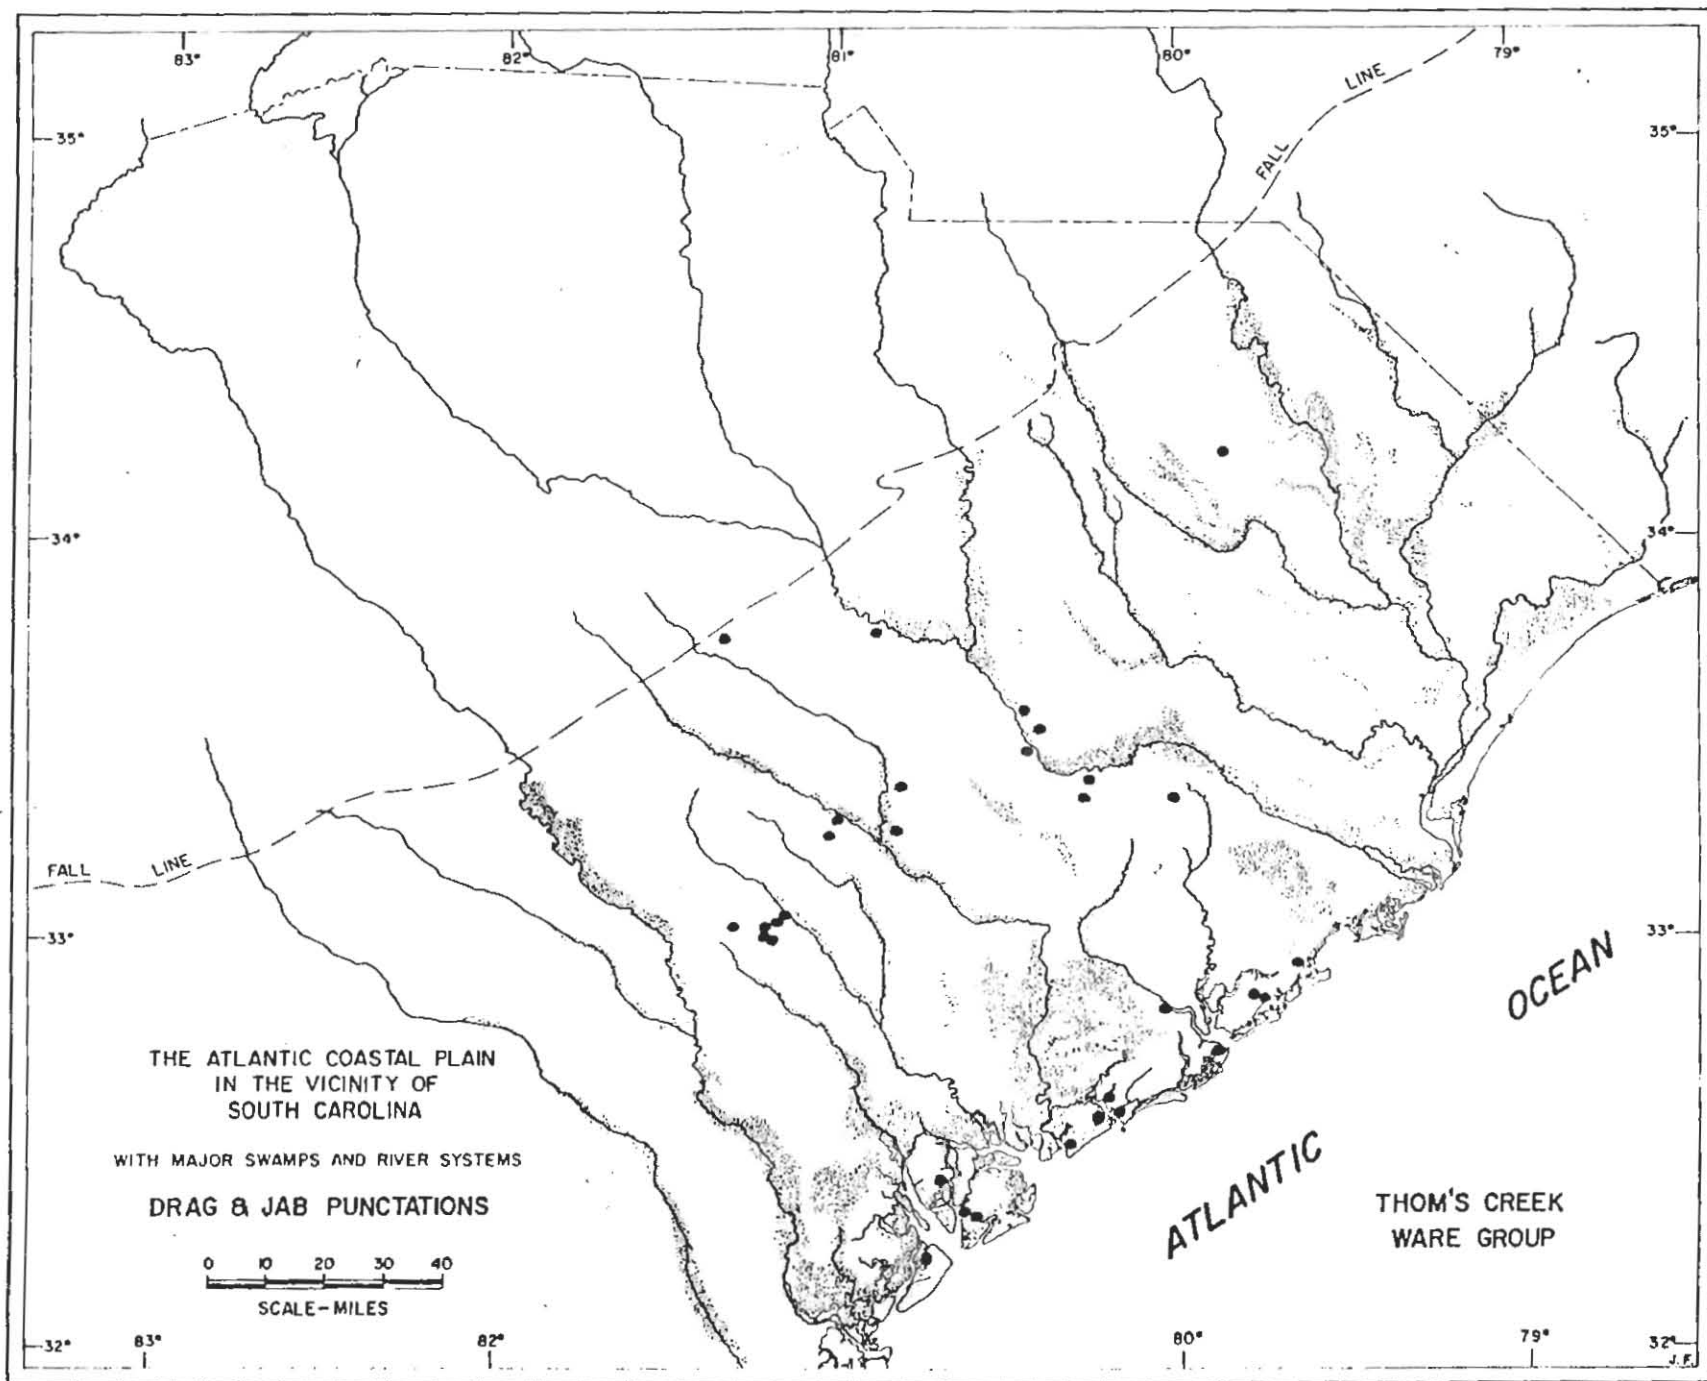 83°
82°
81°
80°
79°
LINE
FALL
35°
35°
34°
34°
FALL
LINE
33°
33°
OCEAN
ATLANTIC
THE ATLANTIC COASTAL PLAIN
IN THE VICINITY OF
SOUTH CAROLINA
WITH MAJOR SWAMPS AND RIVER SYSTEMS
DRAG & JAB PUNCTATIONS
0 10 20 30 40
SCALE-MILES
THOM'S CREEK
WARE GROUP
32°
83°
82°
80°
79°
32°
J.F.